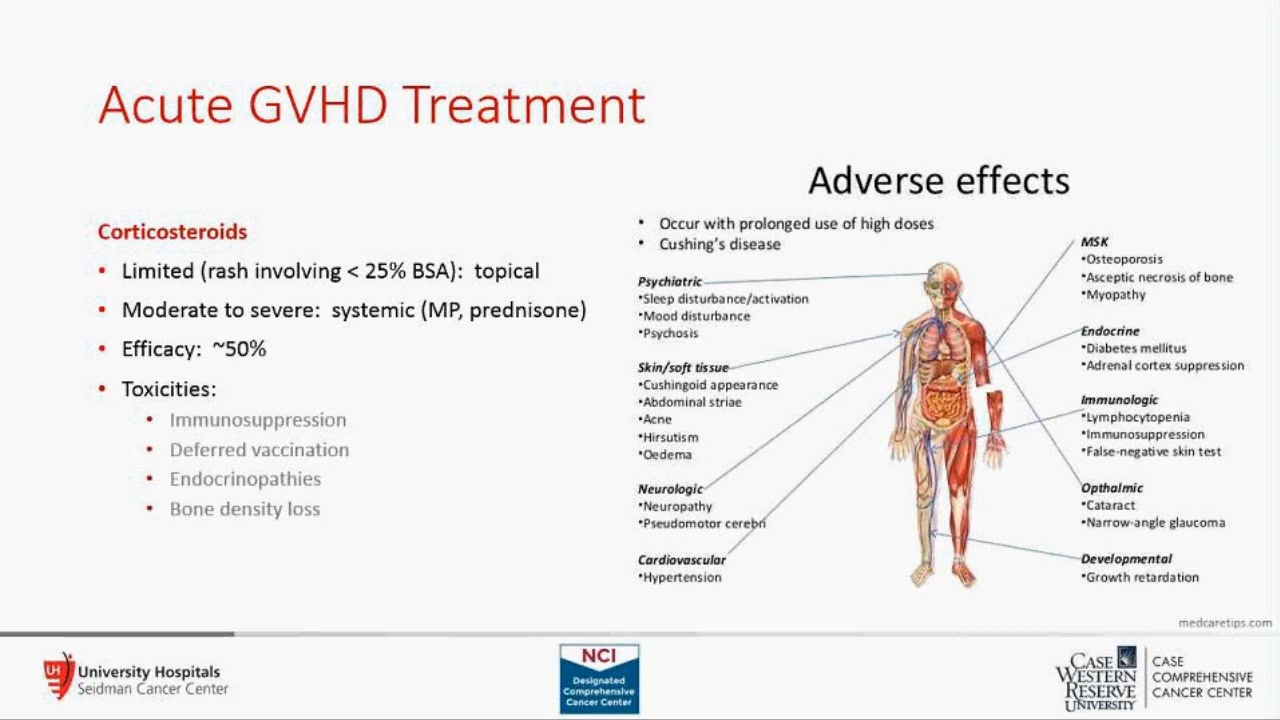 Acute GVHD Treatment
Corticosteroids
• Limited (rash involving < 25% BSA): topical
• Moderate to severe: systemic (MP, prednisone)
• Efficacy: ~50%
• Toxicities:
• Immunosuppression
• Deferred vaccination
• Endocrinopathies
• Bone density loss
Adverse effects
• Occur with prolonged use of high doses
• Cushing's disease
Psychiatric
•Sleep disturbance/activation
•Mood disturbance
•Psychosis
Skin/soft tissue
•Cushingoid appearance
•Abdominal striae
•Acne
•Hirsutism
•Oedema
Neurologic
•Neuropathy
•Pseudomotor cerebri
Cardiovascular
•Hypertension
MSK
•Osteoporosis
•Asceptic necrosis of bone
•Myopathy
Endocrine
•Diabetes mellitus
•Adrenal cortex suppression
Immunologic
•Lymphocytopenia
•Immunosuppression
•False-negative skin test
Opthalmic
•Cataract
•Narrow-angle glaucoma
Developmental
•Growth retardation
medcaretips.com
UH
University Hospitals
Seidman Cancer Center
NCI
Designated
Comprehensive
Cancer Center
CASE
WESTERN
RESERVE
UNIVERSITY
CASE
COMPREHENSIVE
CANCER CENTER